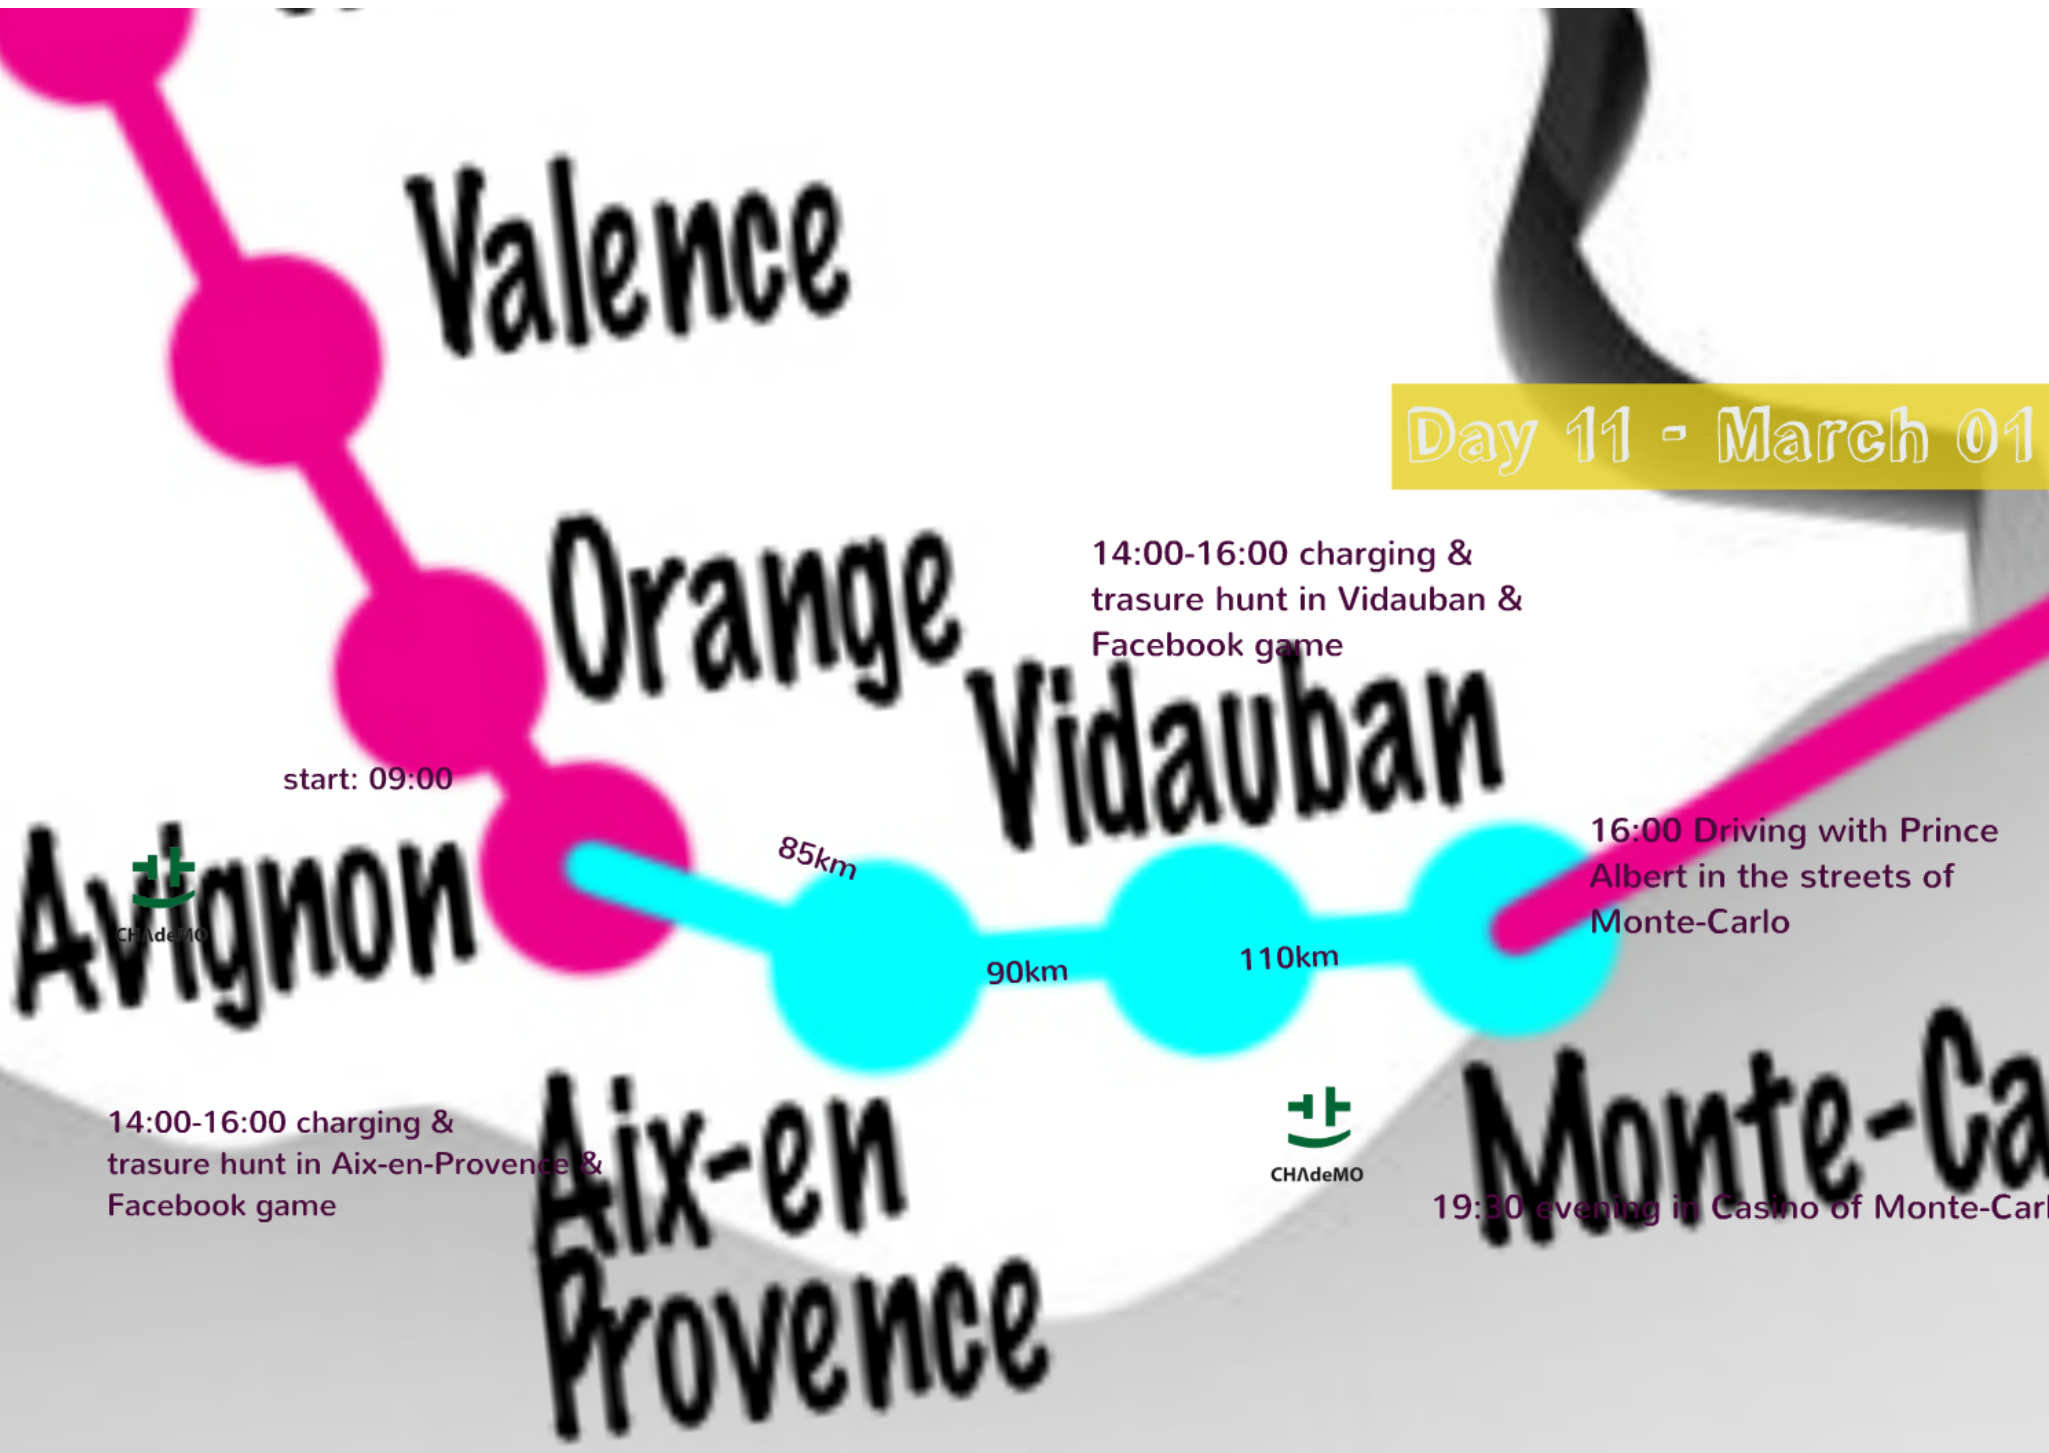 Valence
Day 11 - March 01
Orange
14:00-16:00 charging &
trasure hunt in Vidauban &
Facebook game
Vidauban
start: 09:00
Avignon
CHAdeMO
85km
90km
110km
16:00 Driving with Prince
Albert in the streets of
Monte-Carlo
14:00-16:00 charging &
trasure hunt in Aix-en-Provence &
Facebook game
Aix-en
Provence
CHAdeMO
Monte-Ca
19:30 evening in Casino of Monte-Carl